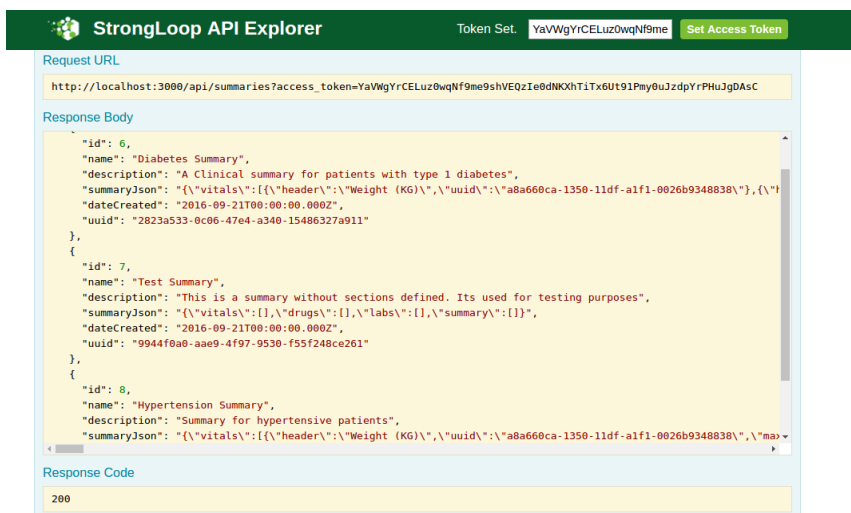 StrongLoop API Explorer
Token Set. YaVWgYrCELuz0wqNf9me Set Access Token
Request URL
http://localhost:3000/api/summaries?access_token=YaVWgYrCELuz0wqNf9me9shVEQzIe0dNKXhTiTx6Ut91Pmy0uJzdpYrPHuJgDAsC
Response Body
"id": 6,
"name": "Diabetes Summary",
"description": "A Clinical summary for patients with type 1 diabetes",
"summaryJson": "{\"vitals\":[{\"header\":\"Weight (KG)\",\"uuid\":\"a8a660ca-1350-11df-a1f1-0026b9348838\"},{\"h
"dateCreated": "2016-09-21T00:00:00.000Z",
"uuid": "2823a533-0c06-47e4-a340-15486327a911"
},
{
"id": 7,
"name": "Test Summary",
"description": "This is a summary without sections defined. Its used for testing purposes",
"summaryJson": "{\"vitals\":[],\"drugs\":[],\"labs\":[],\"summary\":[]}",
"dateCreated": "2016-09-21T00:00:00.000Z",
"uuid": "9944f0a0-aae9-4f97-9530-f55f248ce261"
},
{
"id": 8,
"name": "Hypertension Summary",
"description": "Summary for hypertensive patients",
"summaryJson": "{\"vitals\":[{\"header\":\"Weight (KG)\",\"uuid\":\"a8a660ca-1350-11df-a1f1-0026b9348838\",\"max
Response Code
200